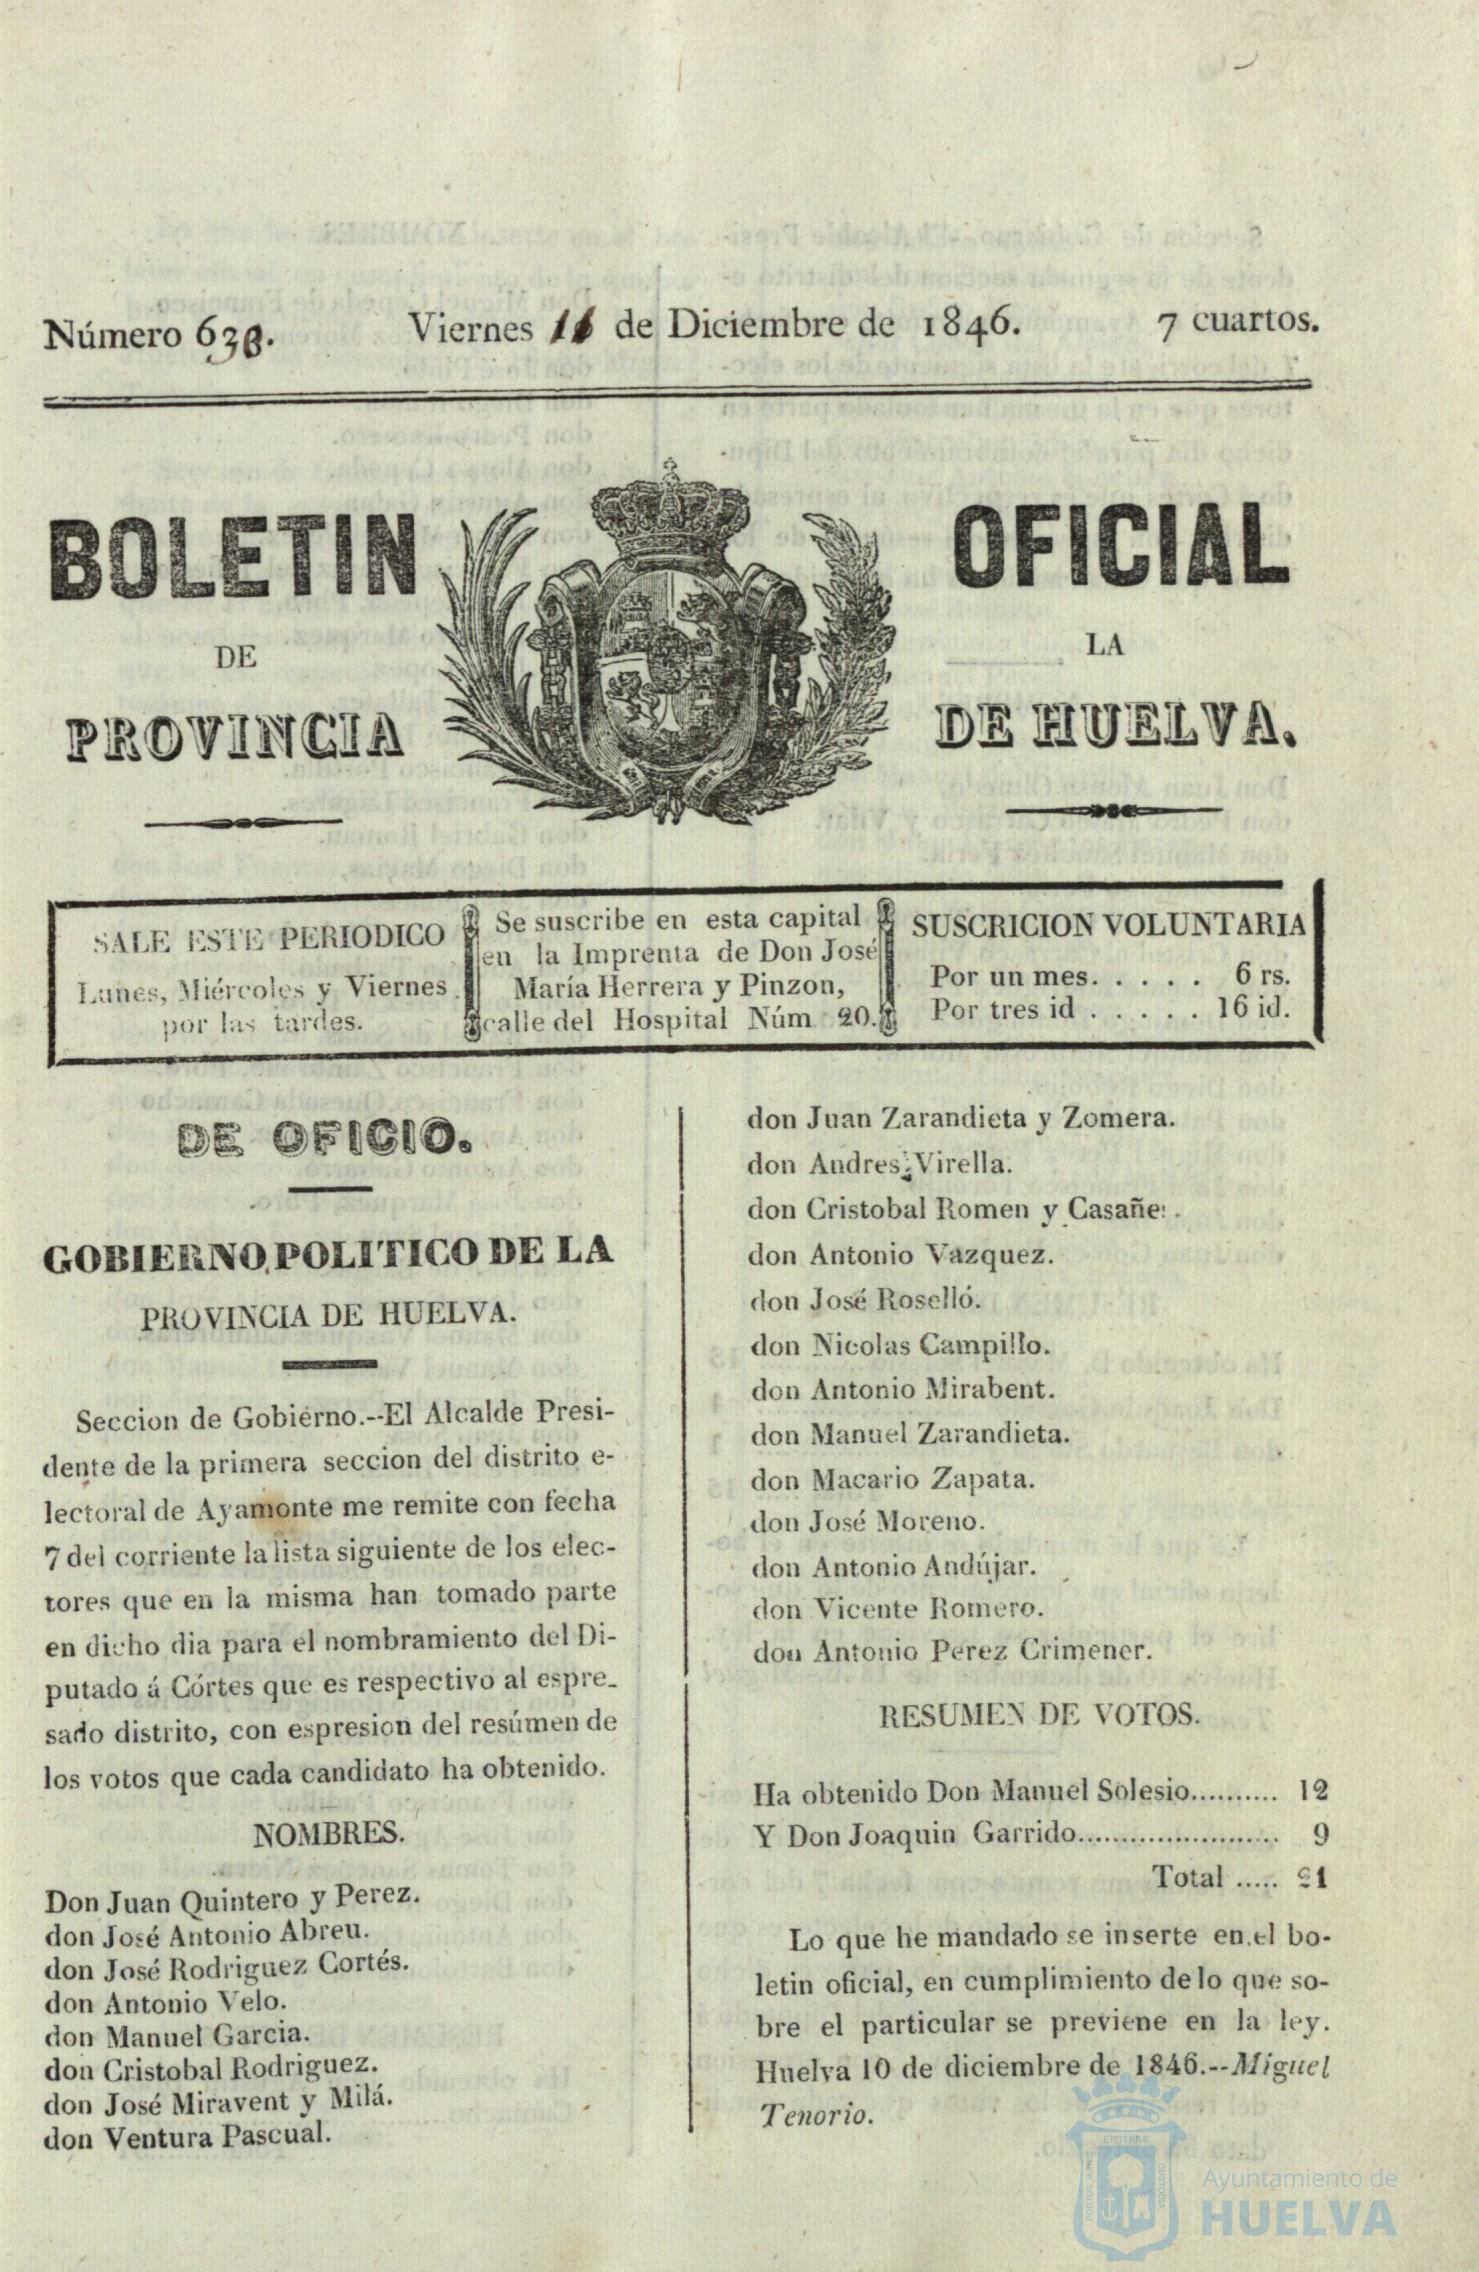 Viernes 11 de Diciembre de 1846.
Número 639.
7 cuartos.
BOLETIN OFICIAL
DE LA
PROVINCIA DE HUELVA.
SALE ESTE PERIODICO
Lunes, Miércoles y Viernes
por las tardes.
Se suscribe en esta capital
en la Imprenta de Don José
María Herrera y Pinzon,
calle del Hospital Núm 20.
SUSCRICION VOLUNTARIA
Por un mes. . . . . 6 rs.
Por tres id . . . . . 16 id.
DE OFICIO.
GOBIERNO POLITICO DE LA
PROVINCIA DE HUELVA.
Seccion de Gobierno.--El Alcalde Presi-
dente de la primera seccion del distrito e-
lectoral de Ayamonte me remite con fecha
7 del corriente la lista siguiente de los elec-
tores que en la misma han tomado parte
en dicho dia para el nombramiento del Di-
putado á Córtes que es respectivo al espre-
sado distrito, con espresion del resúmen de
los votos que cada candidato ha obtenido.
NOMBRES.
Don Juan Quintero y Perez.
don José Antonio Abreu.
don José Rodriguez Cortés.
don Antonio Velo.
don Manuel Garcia.
don Cristobal Rodriguez.
don José Miravent y Milá.
don Ventura Pascual.
don Juan Zarandieta y Zomera.
don Andres Virella.
don Cristobal Romen y
don Antonio Vazquez.
don José Roselló.
don Nicolas Campillo.
don Antonio Mirabent.
don Manuel Zarandieta.
don Macario Zapata.
don José Moreno.
don Antonio Andújar.
don Vicente Romero.
don Antonio Perez Crimener.
RESUMEN DE VOTOS.
Ha obtenido Don Manuel Solesio.......... 12
Y Don Joaquin Garrido....................... 9
Total ..... 21
Lo que he mandado se inserte en el bo-
letin oficial, en cumplimiento de lo que so-
bre el particular se previene en la ley.
Huelva 10 de diciembre de 1846.--Miguel
Tenorio.
Ayuntamiento de
HUELVA